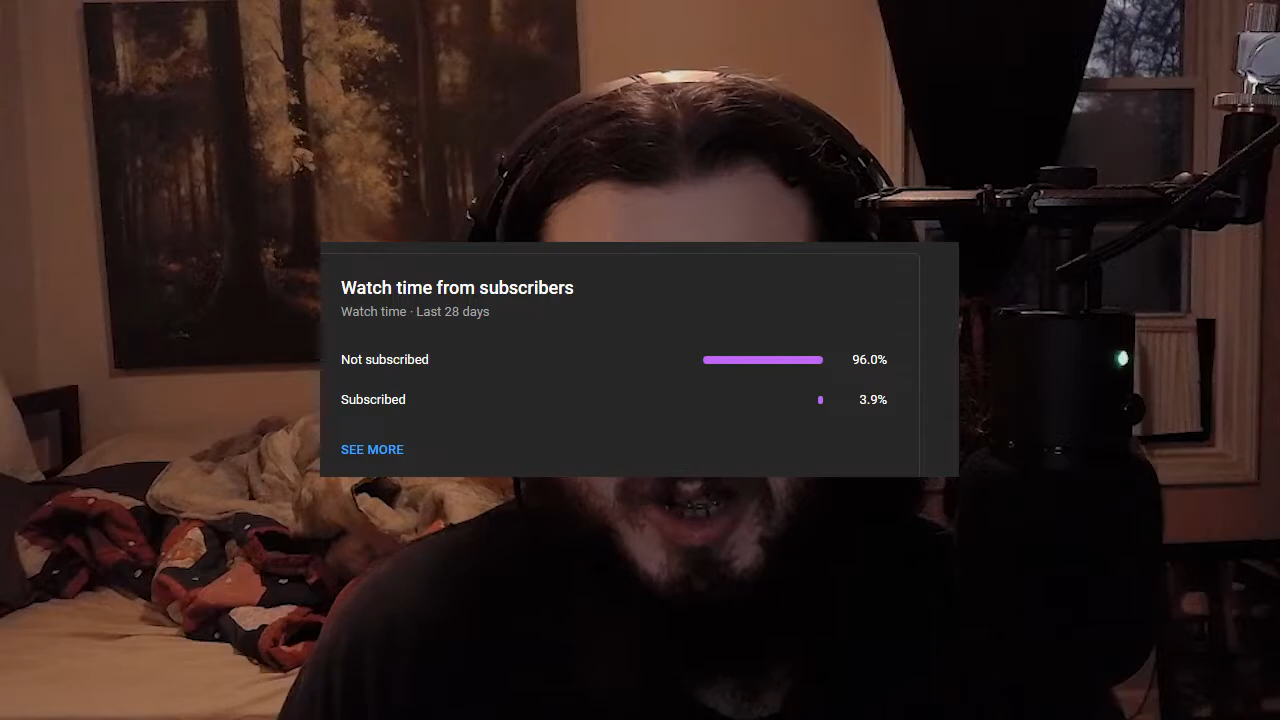 Watch time from subscribers
Watch time · Last 28 days
Not subscribed 96.0%
Subscribed 3.9%
SEE MORE